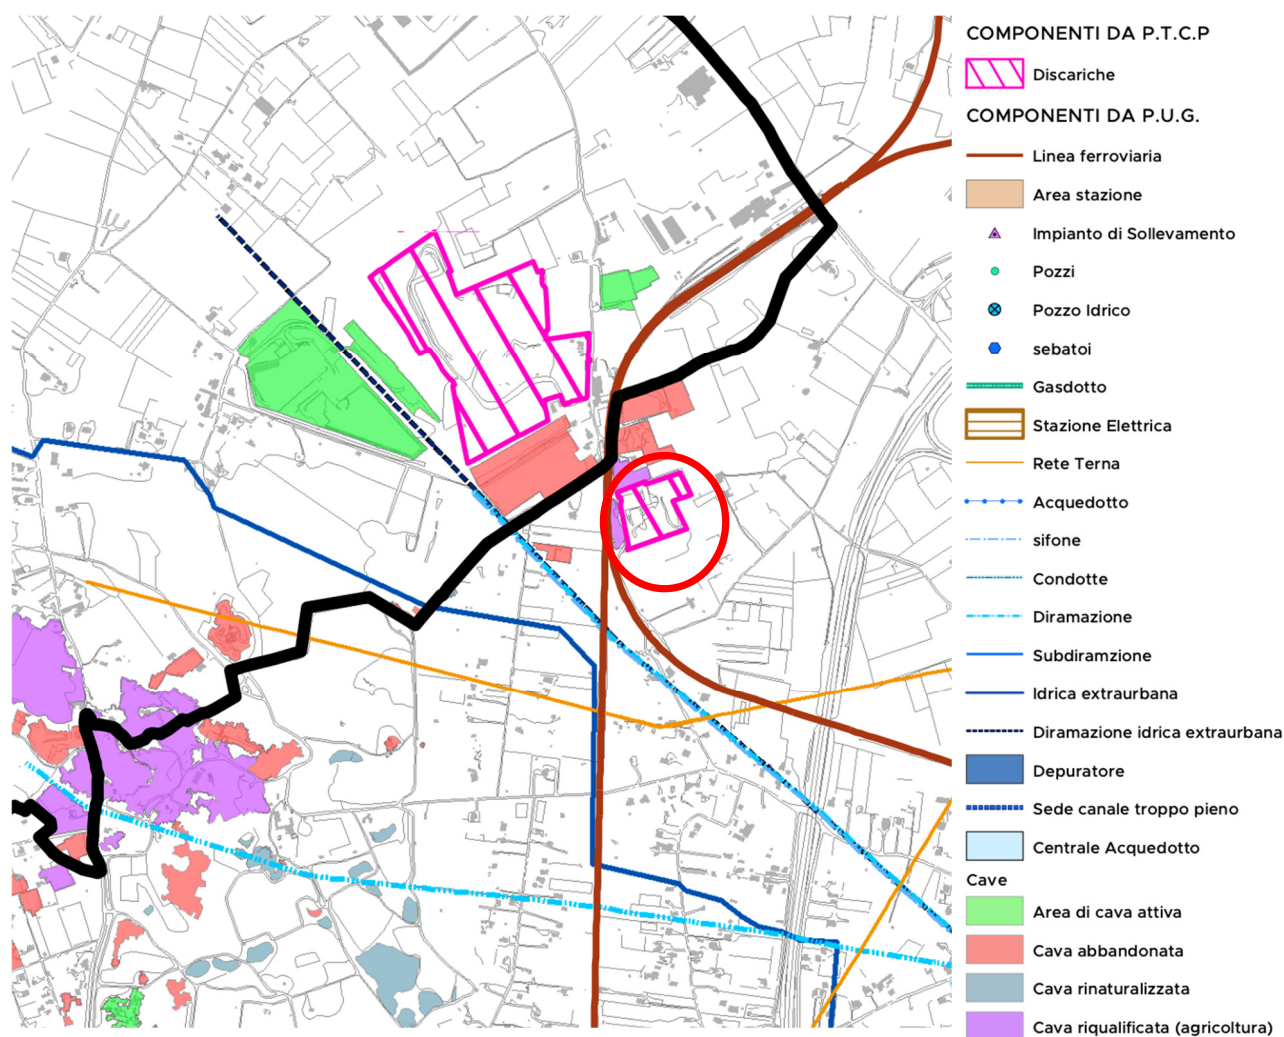 COMPONENTI DA P.T.C.P
Discariche
COMPONENTI DA P.U.G.
Linea ferroviaria
Area stazione
Impianto di Sollevamento
Pozzi
Pozzo Idrico
sebatoi
Gasdotto
Stazione Elettrica
Rete Terna
Acquedotto
sifone
Condotte
Diramazione
Subdiramzione
Idrica extraurbana
Diramazione idrica extraurbana
Depuratore
Sede canale troppo pieno
Centrale Acquedotto
Cave
Area di cava attiva
Cava abbandonata
Cava rinaturalizzata
Cava riqualificata (agricoltura)